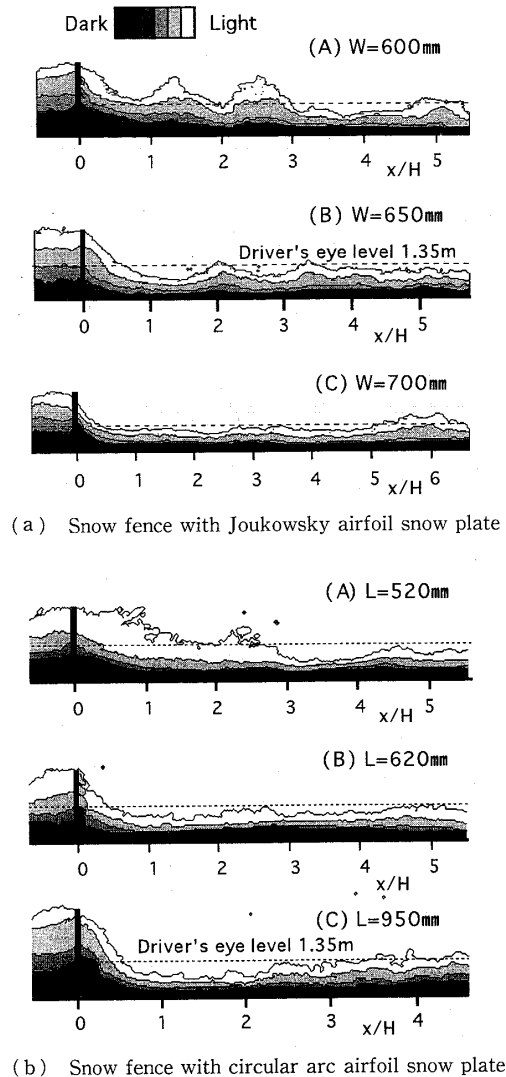 Dark Light
(A) W=600mm
0 1 2 3 4 5
x/H
(B) W=650mm
Driver's eye level 1.35m
0 1 2 3 4 5
x/H
(C) W=700mm
0 1 2 3 4 5 6
x/H
(a) Snow fence with Joukowsky airfoil snow plate
(A) L=520mm
0 1 2 3 4 5
x/H
(B) L=620mm
0 1 2 3 4 5
x/H
(C) L=950mm
Driver's eye level 1.35m
0 1 2 3 4
x/H
(b) Snow fence with circular arc airfoil snow plate